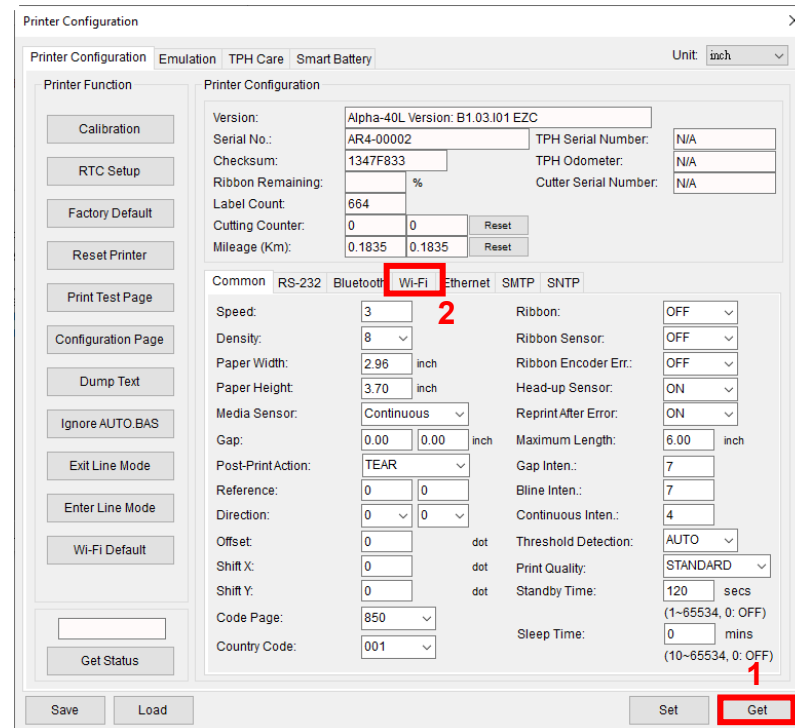 Printer Configuration
Printer Configuration Emulation TPH Care Smart Battery Unit: inch
Printer Function
Calibration
RTC Setup
Factory Default
Reset Printer
Print Test Page
Configuration Page
Dump Text
Ignore AUTO.BAS
Exit Line Mode
Enter Line Mode
Wi-Fi Default
Get Status
Printer Configuration
Version: Alpha-40L Version: B1.03.I01 EZC
Serial No.: AR4-00002 TPH Serial Number: N/A
Checksum: 1347F833 TPH Odometer: N/A
Ribbon Remaining: % Cutter Serial Number: N/A
Label Count: 664
Cutting Counter: 0 0 Reset
Mileage (Km): 0.1835 0.1835 Reset
Common RS-232 Bluetooth Wi-Fi Ethernet SMTP SNTP
2
Speed: 3 Ribbon: OFF
Density: 8 Ribbon Sensor: OFF
Paper Width: 2.96 inch Ribbon Encoder Err.: OFF
Paper Height: 3.70 inch Head-up Sensor: ON
Media Sensor: Continuous Reprint After Error: ON
Gap: 0.00 0.00 inch Maximum Length: 6.00 inch
Post-Print Action: TEAR Gap Inten.: 7
Reference: 0 0 Bline Inten.: 7
Direction: 0 0 Continuous Inten.: 4
Offset: 0 dot Threshold Detection: AUTO
Shift X: 0 dot Print Quality: STANDARD
Shift Y: 0 dot Standby Time: 120 secs
(1~65534, 0: OFF)
Code Page: 850
Sleep Time: 0 mins
Country Code: 001
(10~65534, 0: OFF)
1
Save Load Set Get